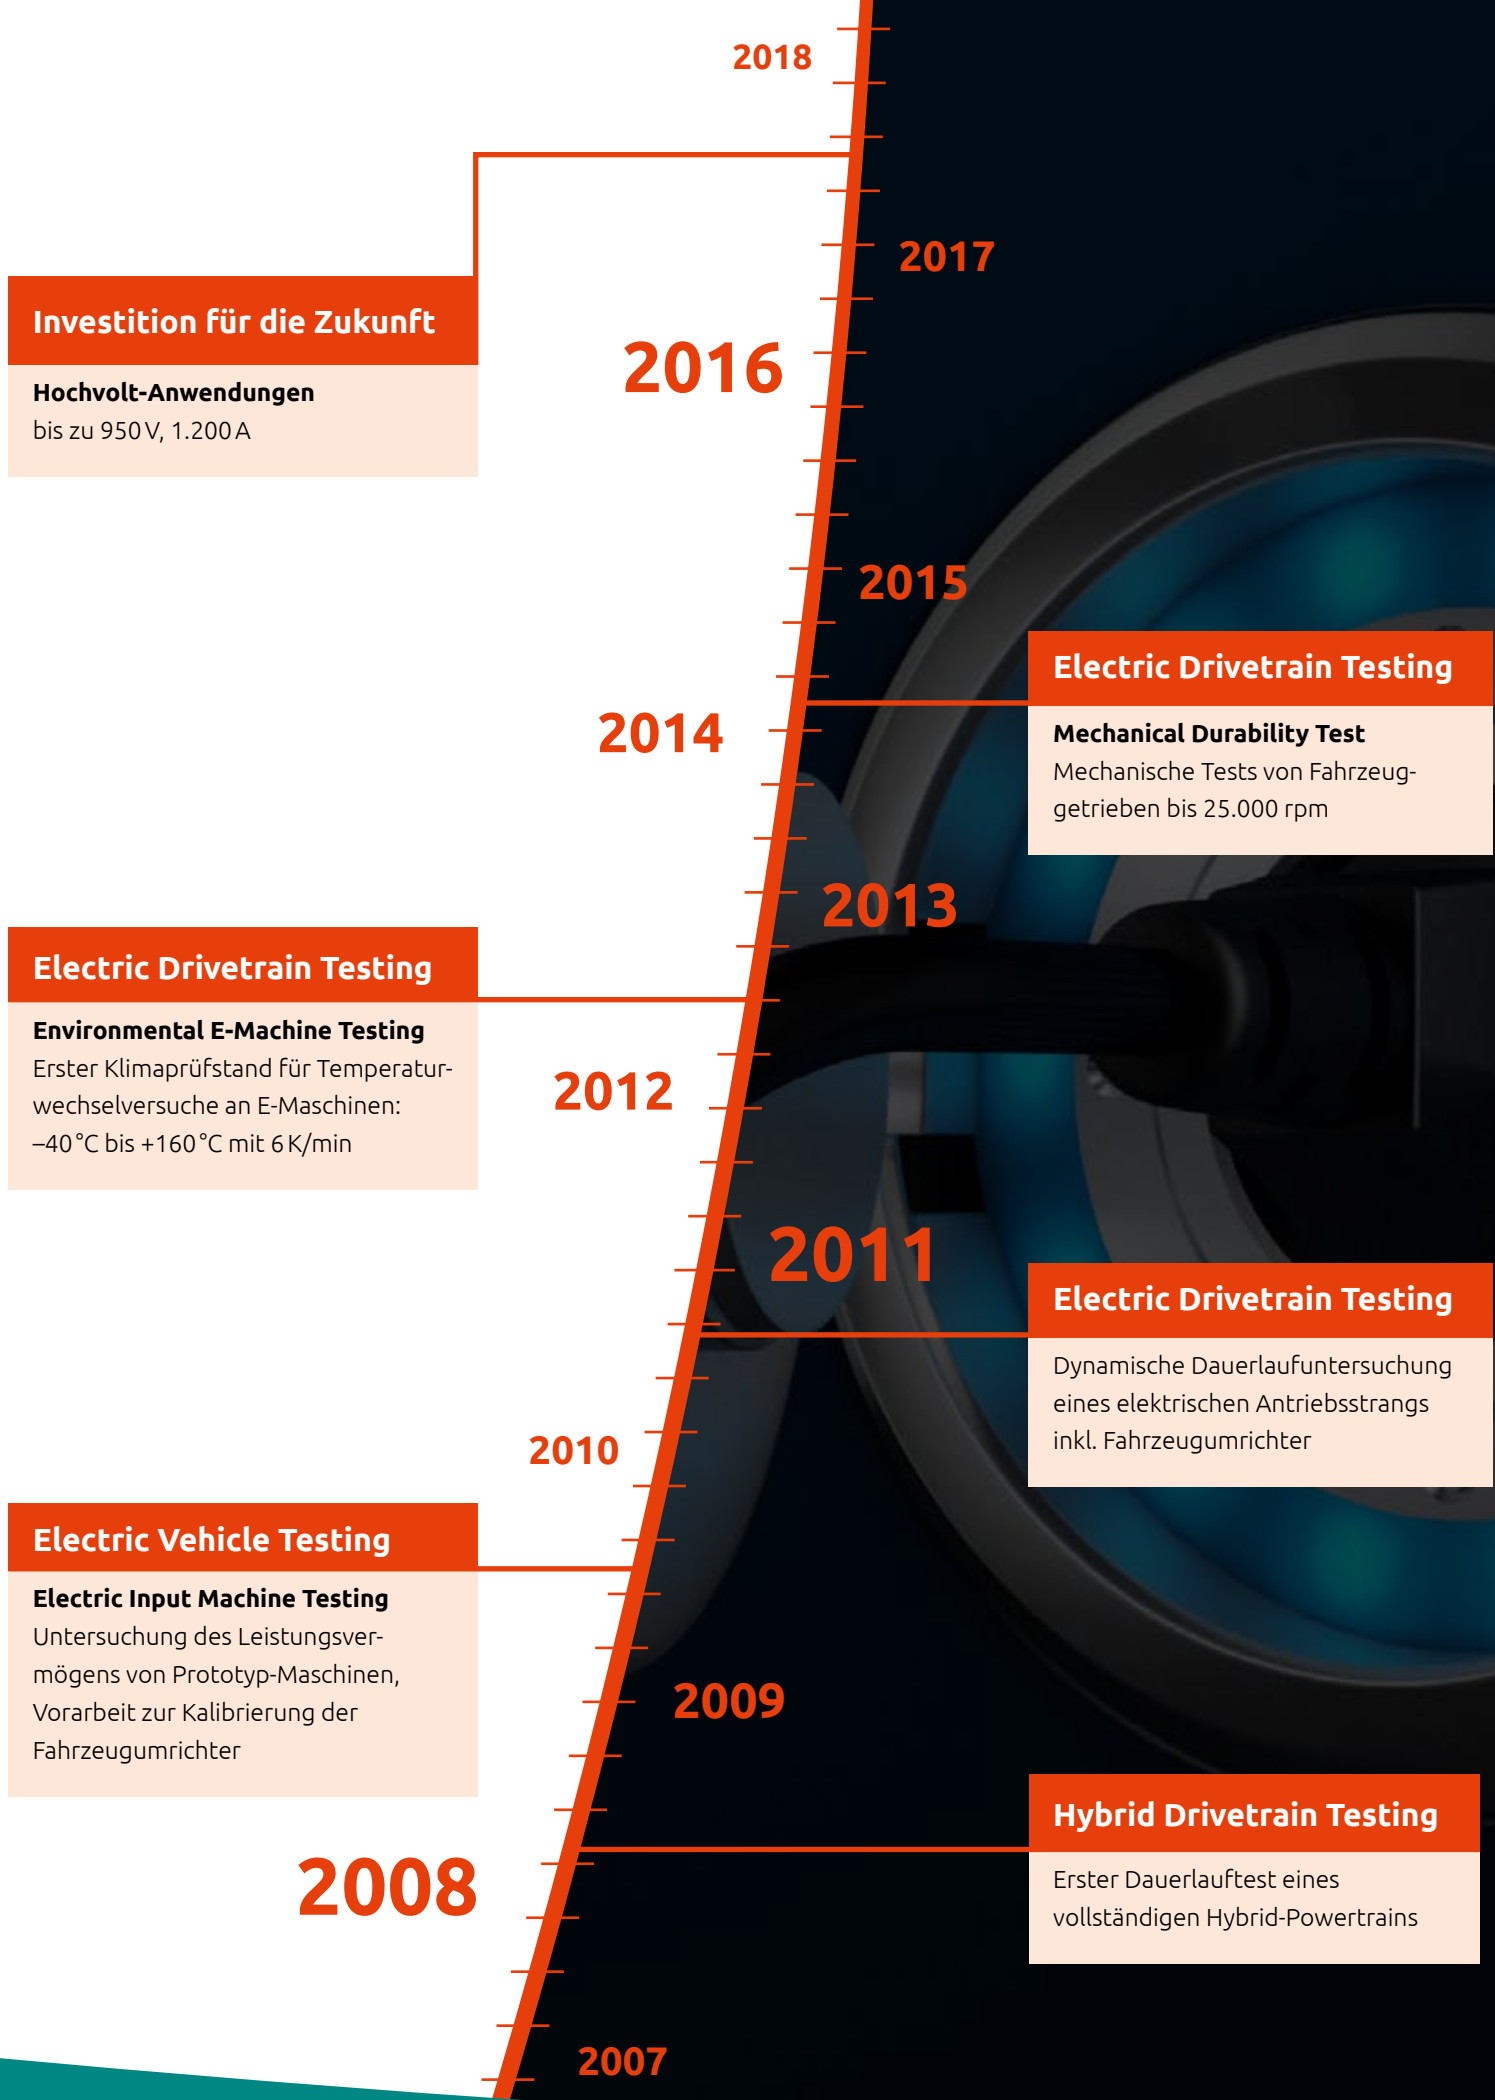 2018
2017
Investition für die Zukunft
Hochvolt-Anwendungen
bis zu 950 V, 1.200 A
2016
2015
Electric Drivetrain Testing
Mechanical Durability Test
Mechanische Tests von Fahrzeug-
getrieben bis 25.000 rpm
2014
2013
Electric Drivetrain Testing
Environmental E-Machine Testing
Erster Klimaprüfstand für Temperatur-
wechselversuche an E-Maschinen:
–40 °C bis +160 °C mit 6 K/min
2012
2011
Electric Drivetrain Testing
Dynamische Dauerlaufuntersuchung
eines elektrischen Antriebsstrangs
inkl. Fahrzeugumrichter
2010
Electric Vehicle Testing
Electric Input Machine Testing
Untersuchung des Leistungsver-
mögens von Prototyp-Maschinen,
Vorarbeit zur Kalibrierung der
Fahrzeugumrichter
2009
Hybrid Drivetrain Testing
Erster Dauerlauftest eines
vollständigen Hybrid-Powertrains
2008
2007